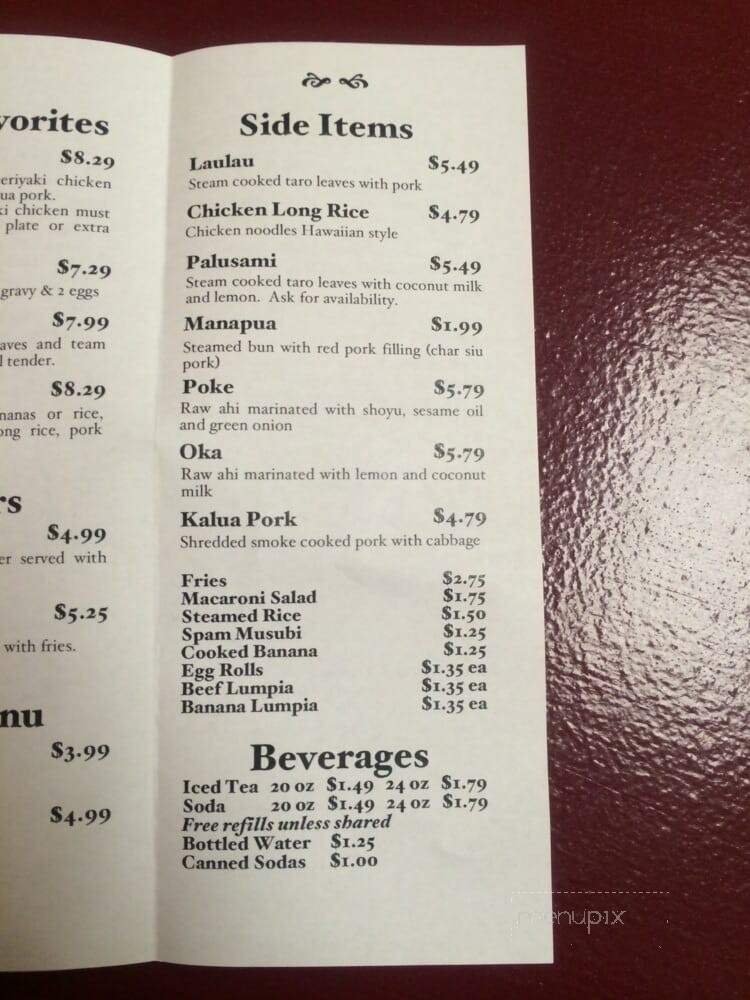 vorites
$8.29
eriyaki chicken
ua pork.
ki chicken must
plate or extra
$7.29
gravy & 2 eggs
$7.99
aves and team
l tender.
$8.29
nanas or rice,
ong rice, pork
rs
$4.99
er served with
$5.25
with fries.
nu
$3.99
$4.99
Side Items
Laulau $5.49
Steam cooked taro leaves with pork
Chicken Long Rice $4.79
Chicken noodles Hawaiian style
Palusami $5.49
Steam cooked taro leaves with coconut milk
and lemon. Ask for availability.
Manapua $1.99
Steamed bun with red pork filling (char siu
pork)
Poke $5.79
Raw ahi marinated with shoyu, sesame oil
and green onion
Oka $5.79
Raw ahi marinated with lemon and coconut
milk
Kalua Pork $4.79
Shredded smoke cooked pork with cabbage
Fries $2.75
Macaroni Salad $1.75
Steamed Rice $1.50
Spam Musubi $1.25
Cooked Banana $1.25
Egg Rolls $1.35 ea
Beef Lumpia $1.35 ea
Banana Lumpia $1.35 ea
Beverages
Iced Tea 20 oz $1.49 24 oz $1.79
Soda 20 oz $1.49 24 oz $1.79
Free refills unless shared
Bottled Water $1.25
Canned Sodas $1.00
menupix